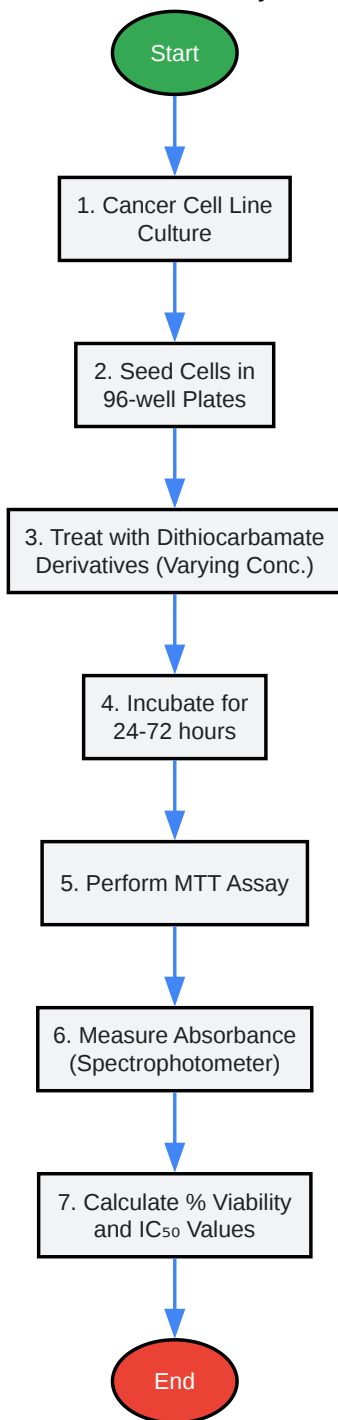 Start
1. Cancer Cell Line
Culture
2. Seed Cells in
96-well Plates
3. Treat with Dithiocarbamate
Derivatives (Varying Conc.)
4. Incubate for
24-72 hours
5. Perform MTT Assay
6. Measure Absorbance
(Spectrophotometer)
7. Calculate % Viability
and IC₅₀ Values
End